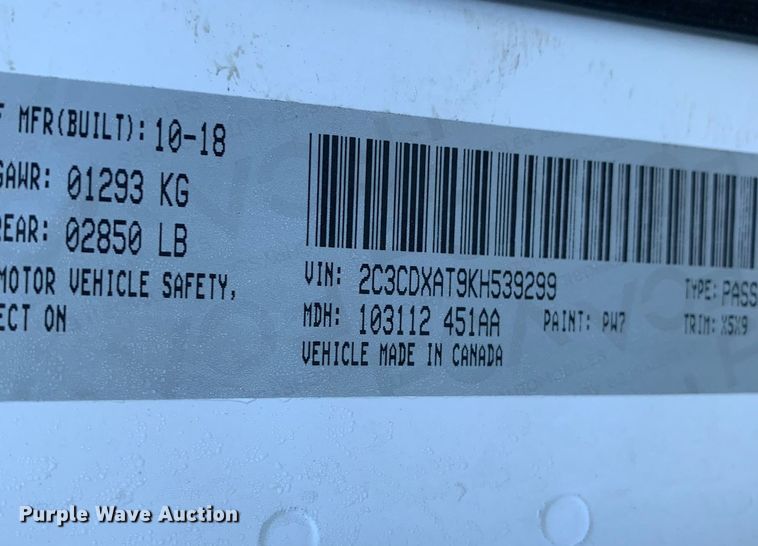 MFR(BUILT): 10-18
GAWR: 01293 KG
REAR: 02850 LB
MOTOR VEHICLE SAFETY,
ECT ON
VIN: 2C3CDXAT9KH539299 TYPE: PASS
MDH: 103112 451AA PAINT: PW7 TRIM: X5X9
VEHICLE MADE IN CANADA
Purple Wave Auction